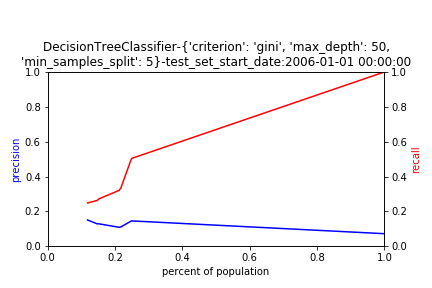 DecisionTreeClassifier-{'criterion': 'gini', 'max_depth': 50,
'min_samples_split': 5}-test_set_start_date:2006-01-01 00:00:00
1.0
0.8
0.6
0.4
0.2
0.0
precision
1.0
0.8
0.6
0.4
0.2
0.0
recall
0.0 0.2 0.4 0.6 0.8 1.0
percent of population